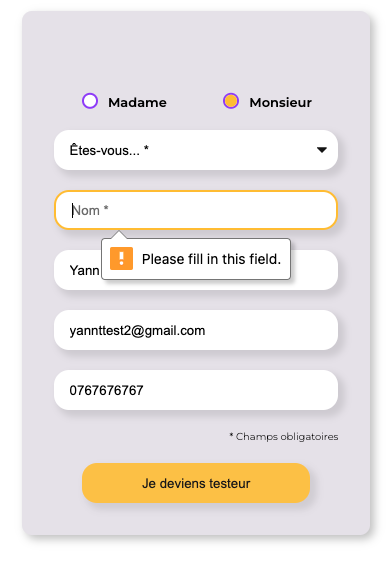 Madame
Monsieur
Êtes-vous... *
Nom *
Please fill in this field.
Yann
yannttest2@gmail.com
0767676767
* Champs obligatoires
Je deviens testeur